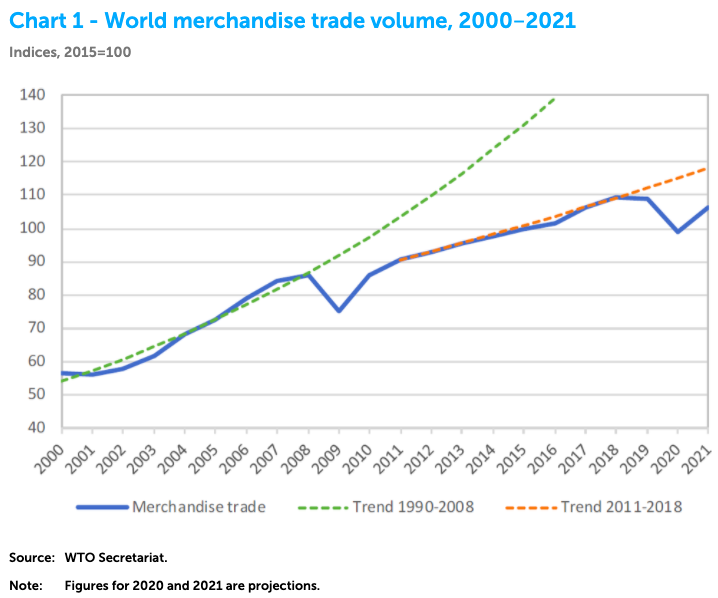 Chart 1 - World merchandise trade volume, 2000–2021
Indices, 2015=100
140
130
120
110
100
90
80
70
60
50
40
2000 2001 2002 2003 2004 2005 2006 2007 2008 2009 2010 2011 2012 2013 2014 2015 2016 2017 2018 2019 2020 2021
Merchandise trade Trend 1990-2008 Trend 2011-2018
Source: WTO Secretariat.
Note: Figures for 2020 and 2021 are projections.